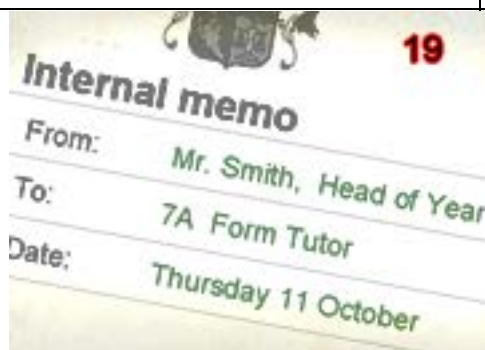 19
Internal memo
From: Mr. Smith, Head of Year
To: 7A Form Tutor
Date: Thursday 11 October